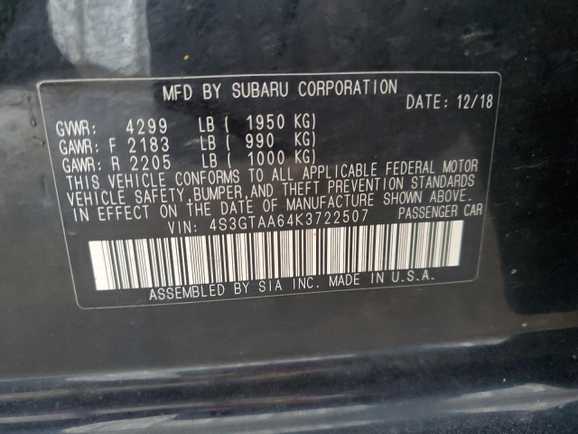 MFD BY SUBARU CORPORATION
DATE: 12/18
GVWR: 4299 LB ( 1950 KG)
GAWR: F 2183 LB ( 990 KG)
GAWR: R 2205 LB ( 1000 KG)
THIS VEHICLE CONFORMS TO ALL APPLICABLE FEDERAL MOTOR
VEHICLE SAFETY,BUMPER,AND THEFT PREVENTION STANDARDS
IN EFFECT ON THE DATE OF MANUFACTURE SHOWN ABOVE.
VIN: 4S3GTAA64K3722507 PASSENGER CAR
ASSEMBLED BY SIA INC. MADE IN U.S.A.